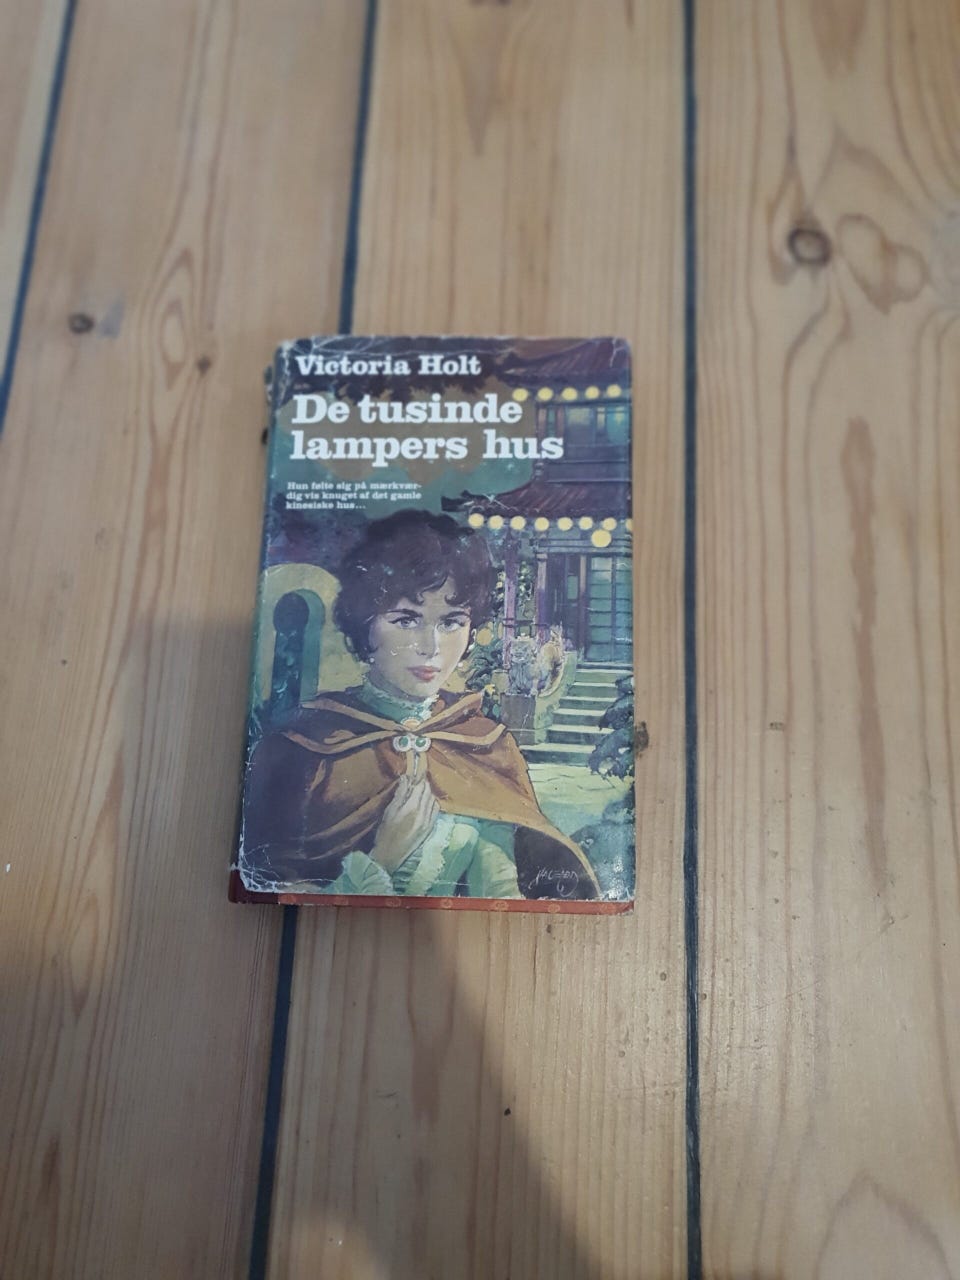 Victoria Holt
De tusinde
lampers hus
Hun følte sig på mærkvær-
dig vis knuget af det gamle
kinesiske hus...